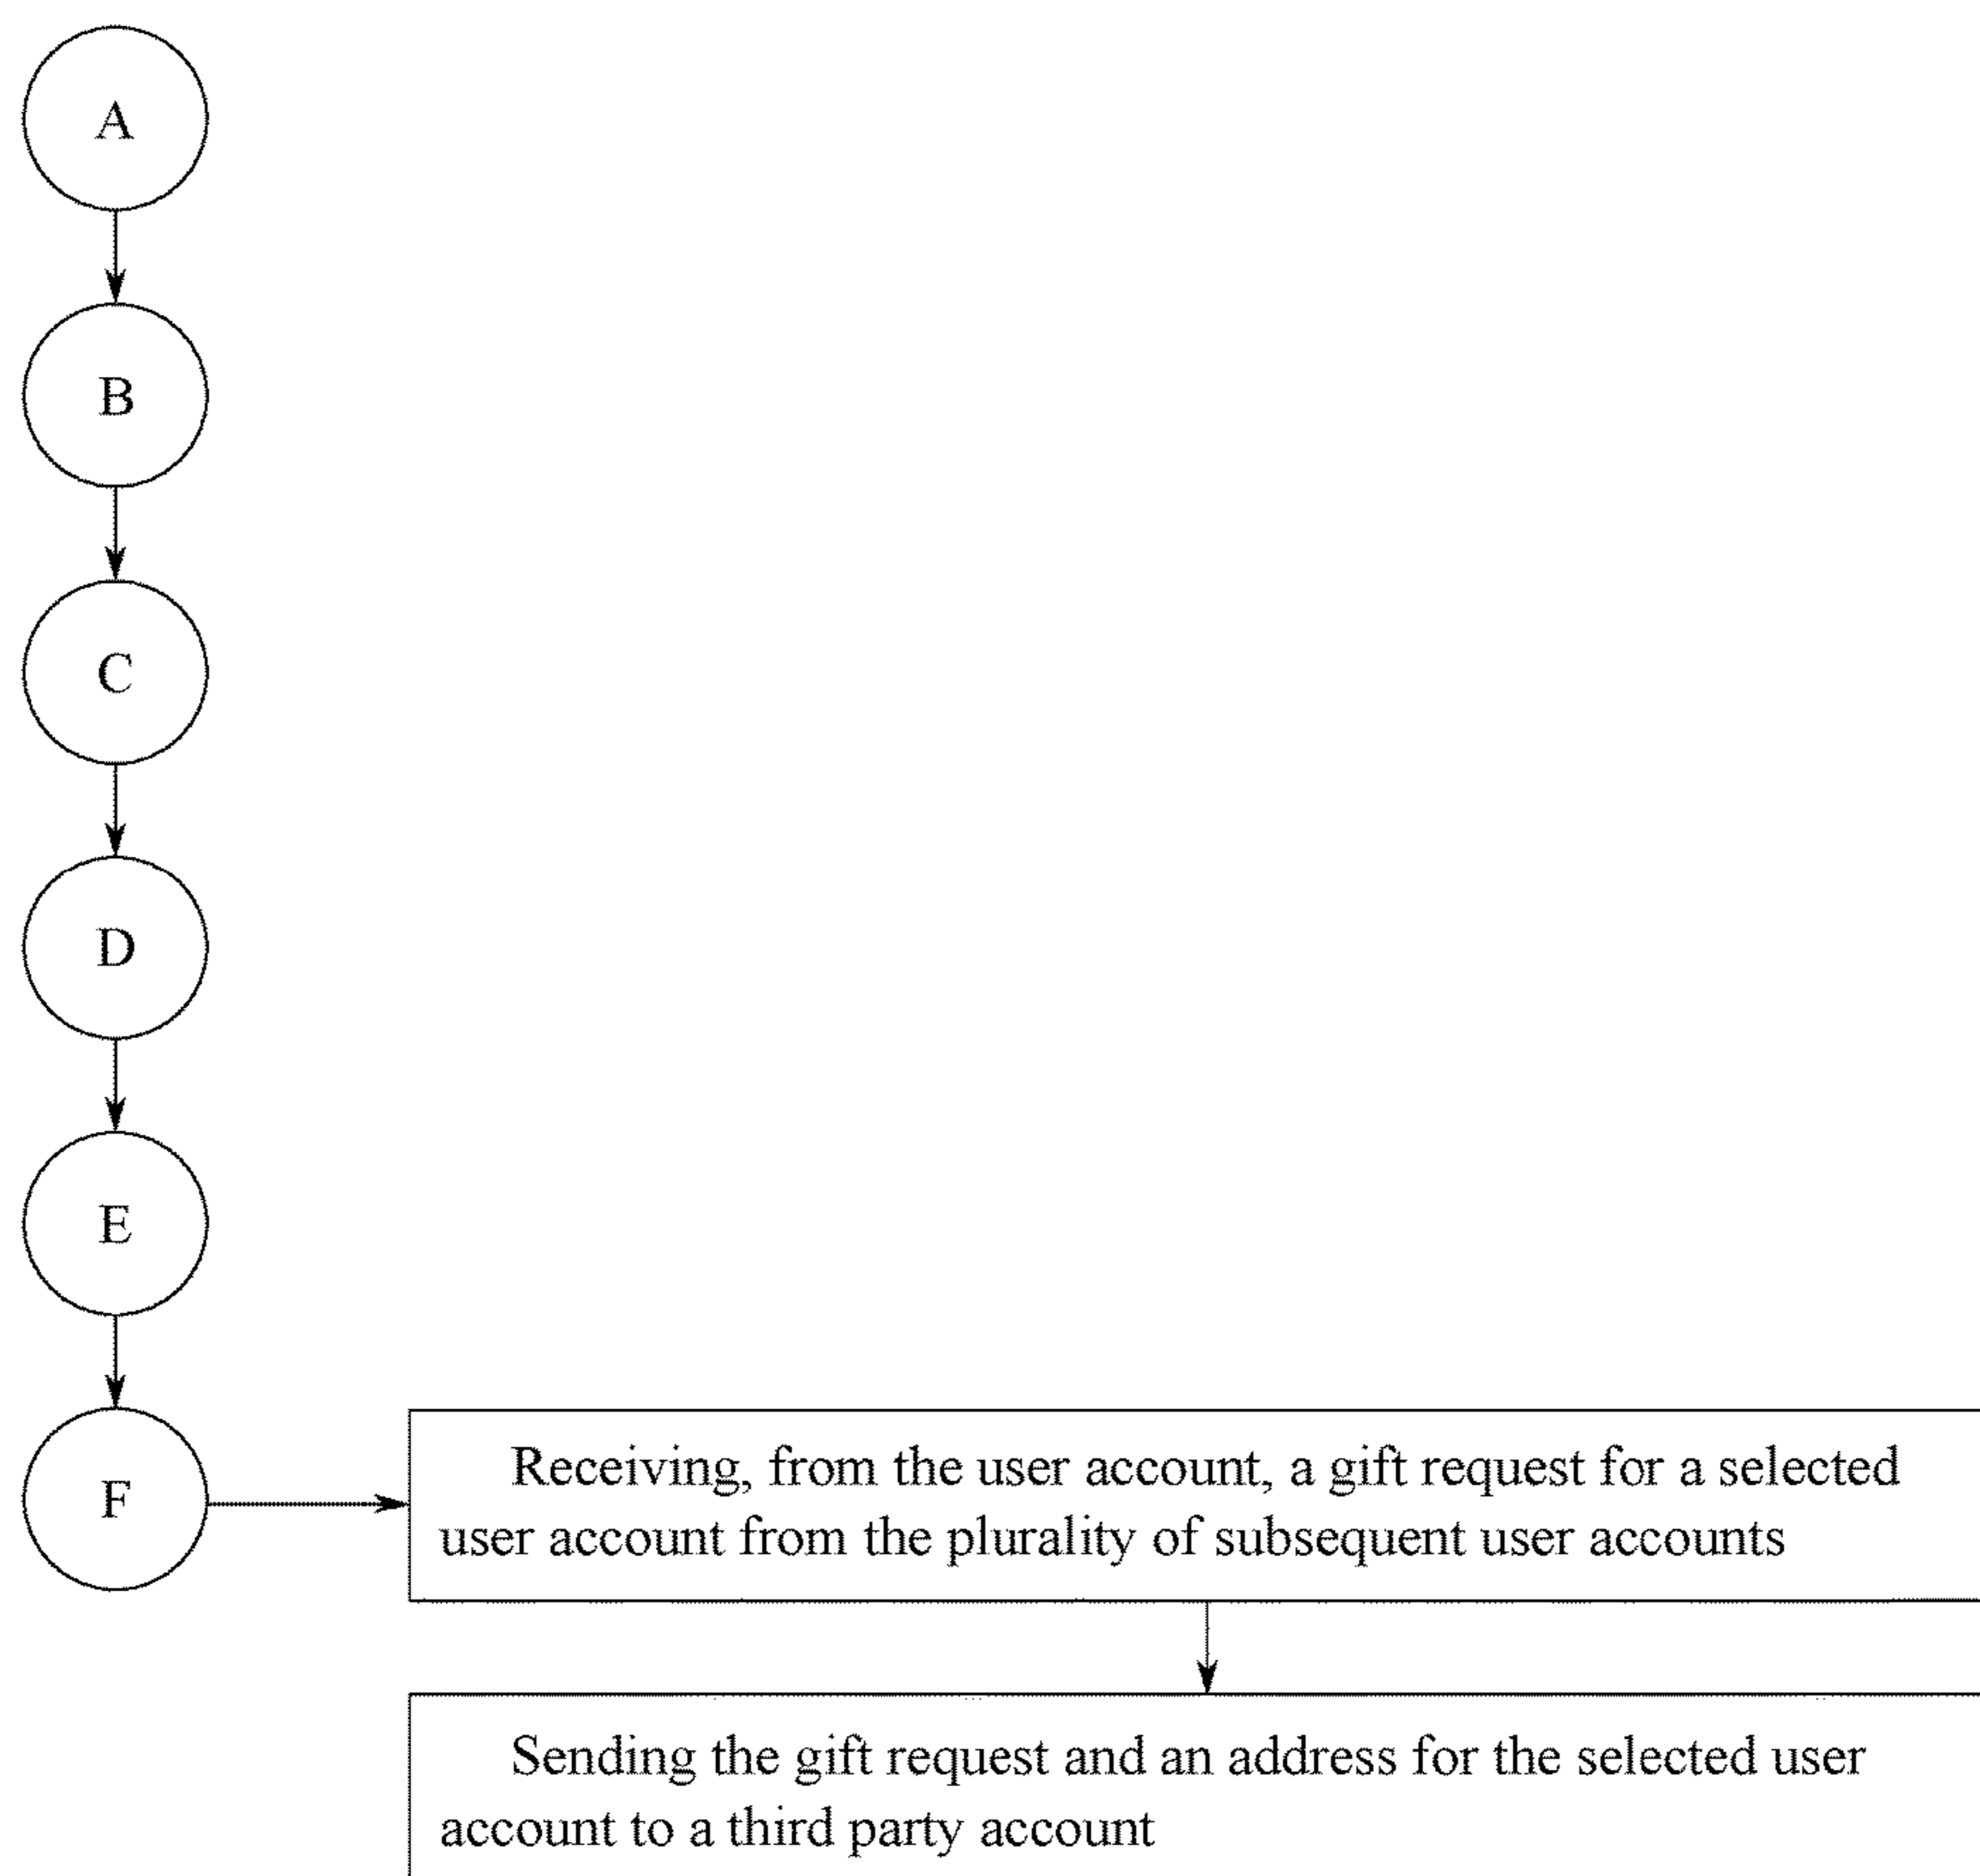 A
B
C
D
E
F
Receiving, from the user account, a gift request for a selected
user account from the plurality of subsequent user accounts
Sending the gift request and an address for the selected user
account to a third party account